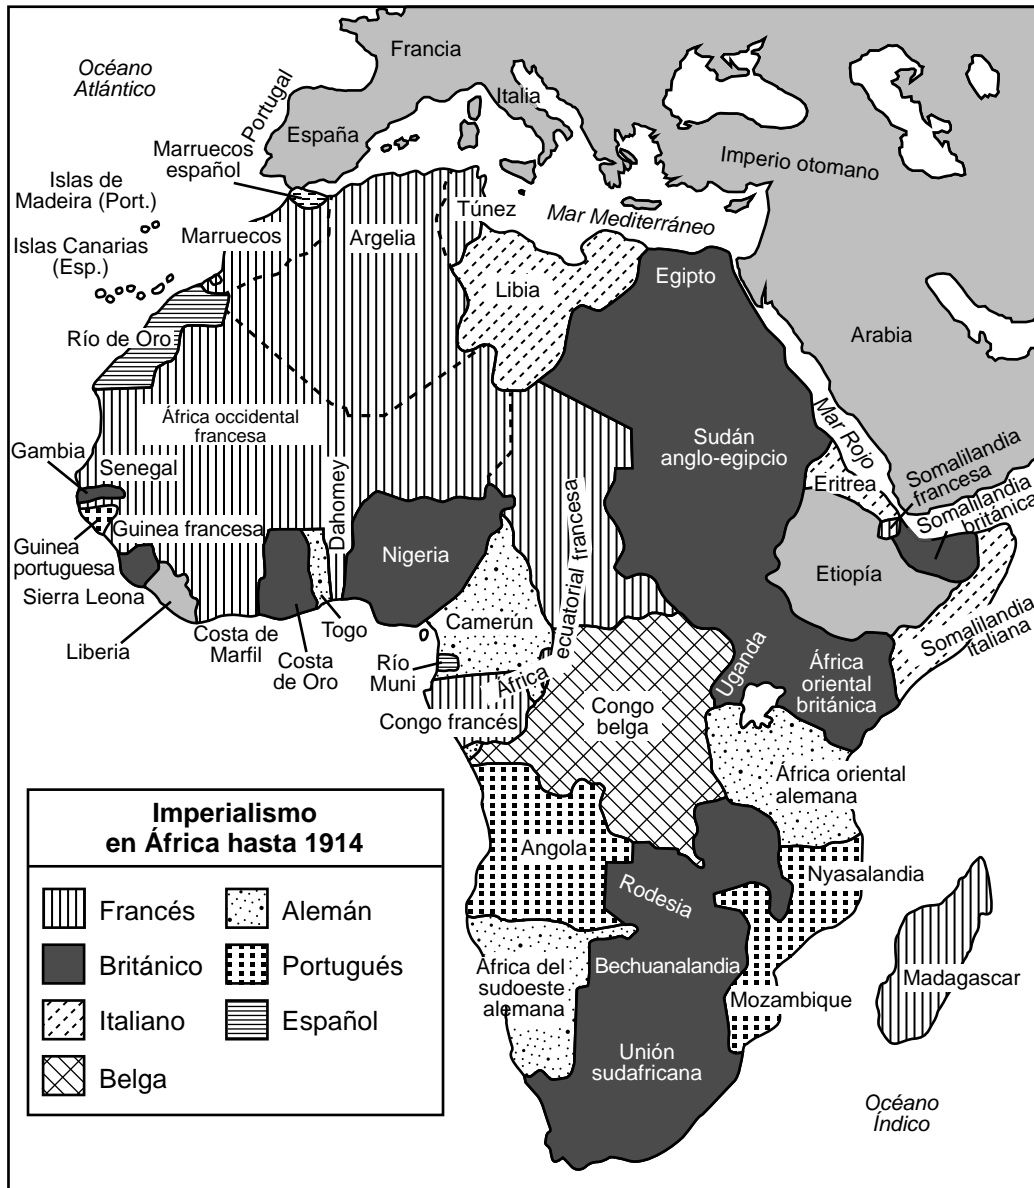 Océano
Atlántico
Francia
Portugal
Italia
España
Imperio otomano
Marruecos
español
Islas de
Madeira (Port.)
Túnez
Mar Mediterráneo
Marruecos
Argelia
Islas Canarias
(Esp.)
Egipto
Libia
Río de Oro
Arabia
Mar Rojo
África occidental
francesa
Sudán
anglo-egipcio
Gambia
Senegal
Dahomey
Eritrea
Somalilandia
francesa
Somalilandia
británica
Guinea francesa
Guinea
portuguesa
Nigeria
África
ecuatorial francesa
Etiopía
Sierra Leona
Liberia
Costa de
Marfil
Togo
Costa
de Oro
Camerún
Somalilandia
italiana
Río
Muni
Uganda
África
oriental
británica
Congo francés
Congo
belga
África oriental
alemana
Angola
Nyasalandia
Rodesia
África del
sudoeste
alemana
Bechuanalandia
Mozambique
Madagascar
Unión
sudafricana
Océano
Índico
Imperialismo
en África hasta 1914
Francés
Alemán
Británico
Portugués
Italiano
Español
Belga